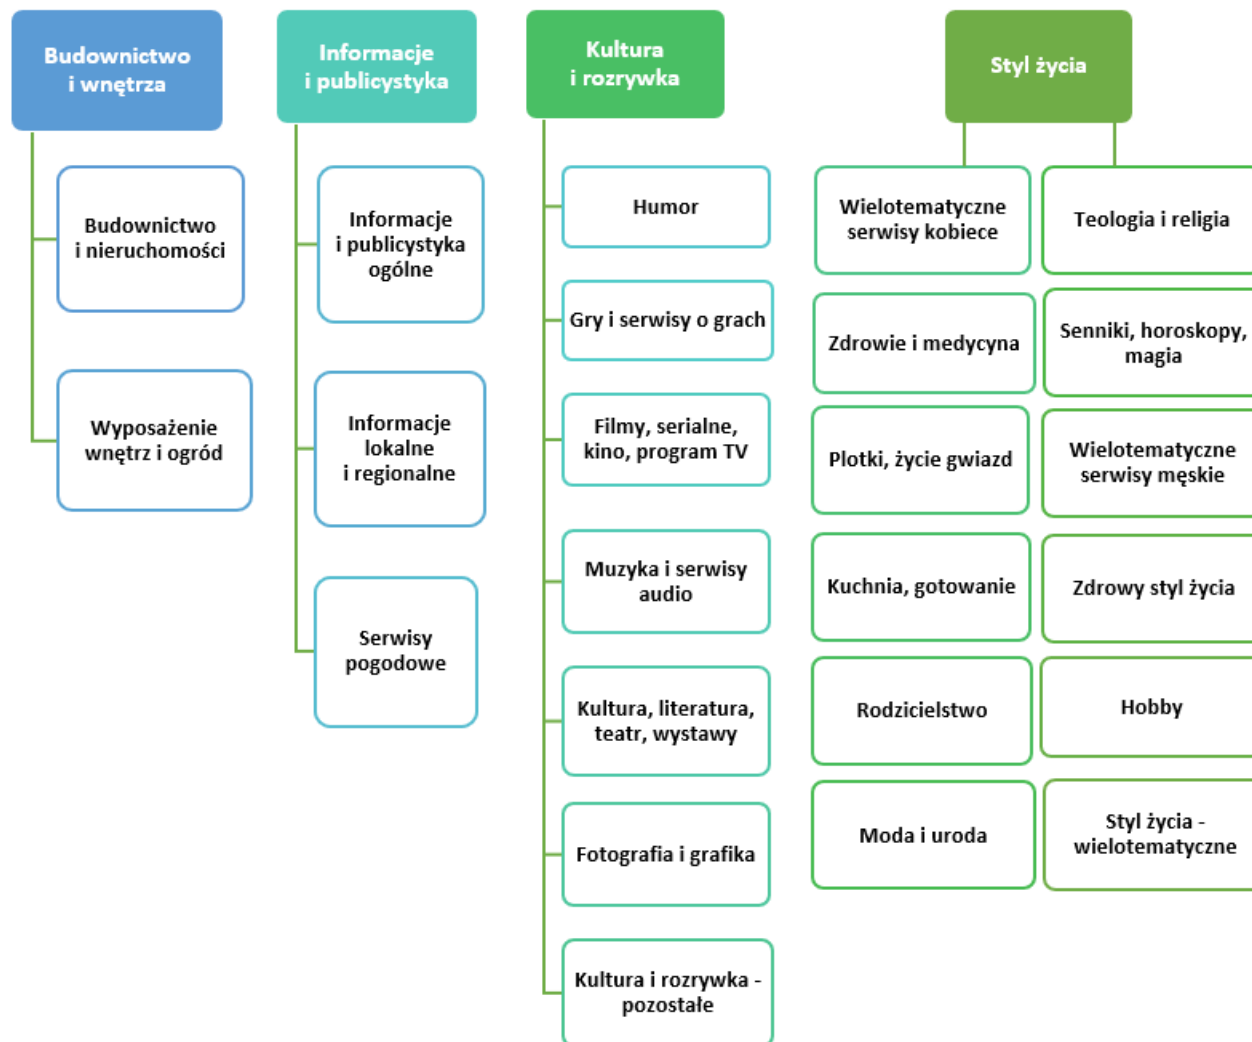 Budownictwo
i wnętrza
Budownictwo
i nieruchomości
Wyposażenie
wnętrz i ogród
Informacje
i publicystyka
Informacje
i publicystyka
ogólne
Informacje
lokalne
i regionalne
Serwisy
pogodowe
Kultura
i rozrywka
Humor
Gry i serwisy o grach
Filmy, serialne,
kino, program TV
Muzyka i serwisy
audio
Kultura, literatura,
teatr, wystawy
Fotografia i grafika
Kultura i rozrywka -
pozostałe
Styl życia
Wielotematyczne
serwisy kobiece
Zdrowie i medycyna
Plotki, życie gwiazd
Kuchnia, gotowanie
Rodzicielstwo
Moda i uroda
Teologia i religia
Senniki, horoskopy,
magia
Wielotematyczne
serwisy męskie
Zdrowy styl życia
Hobby
Styl życia -
wielotematyczne